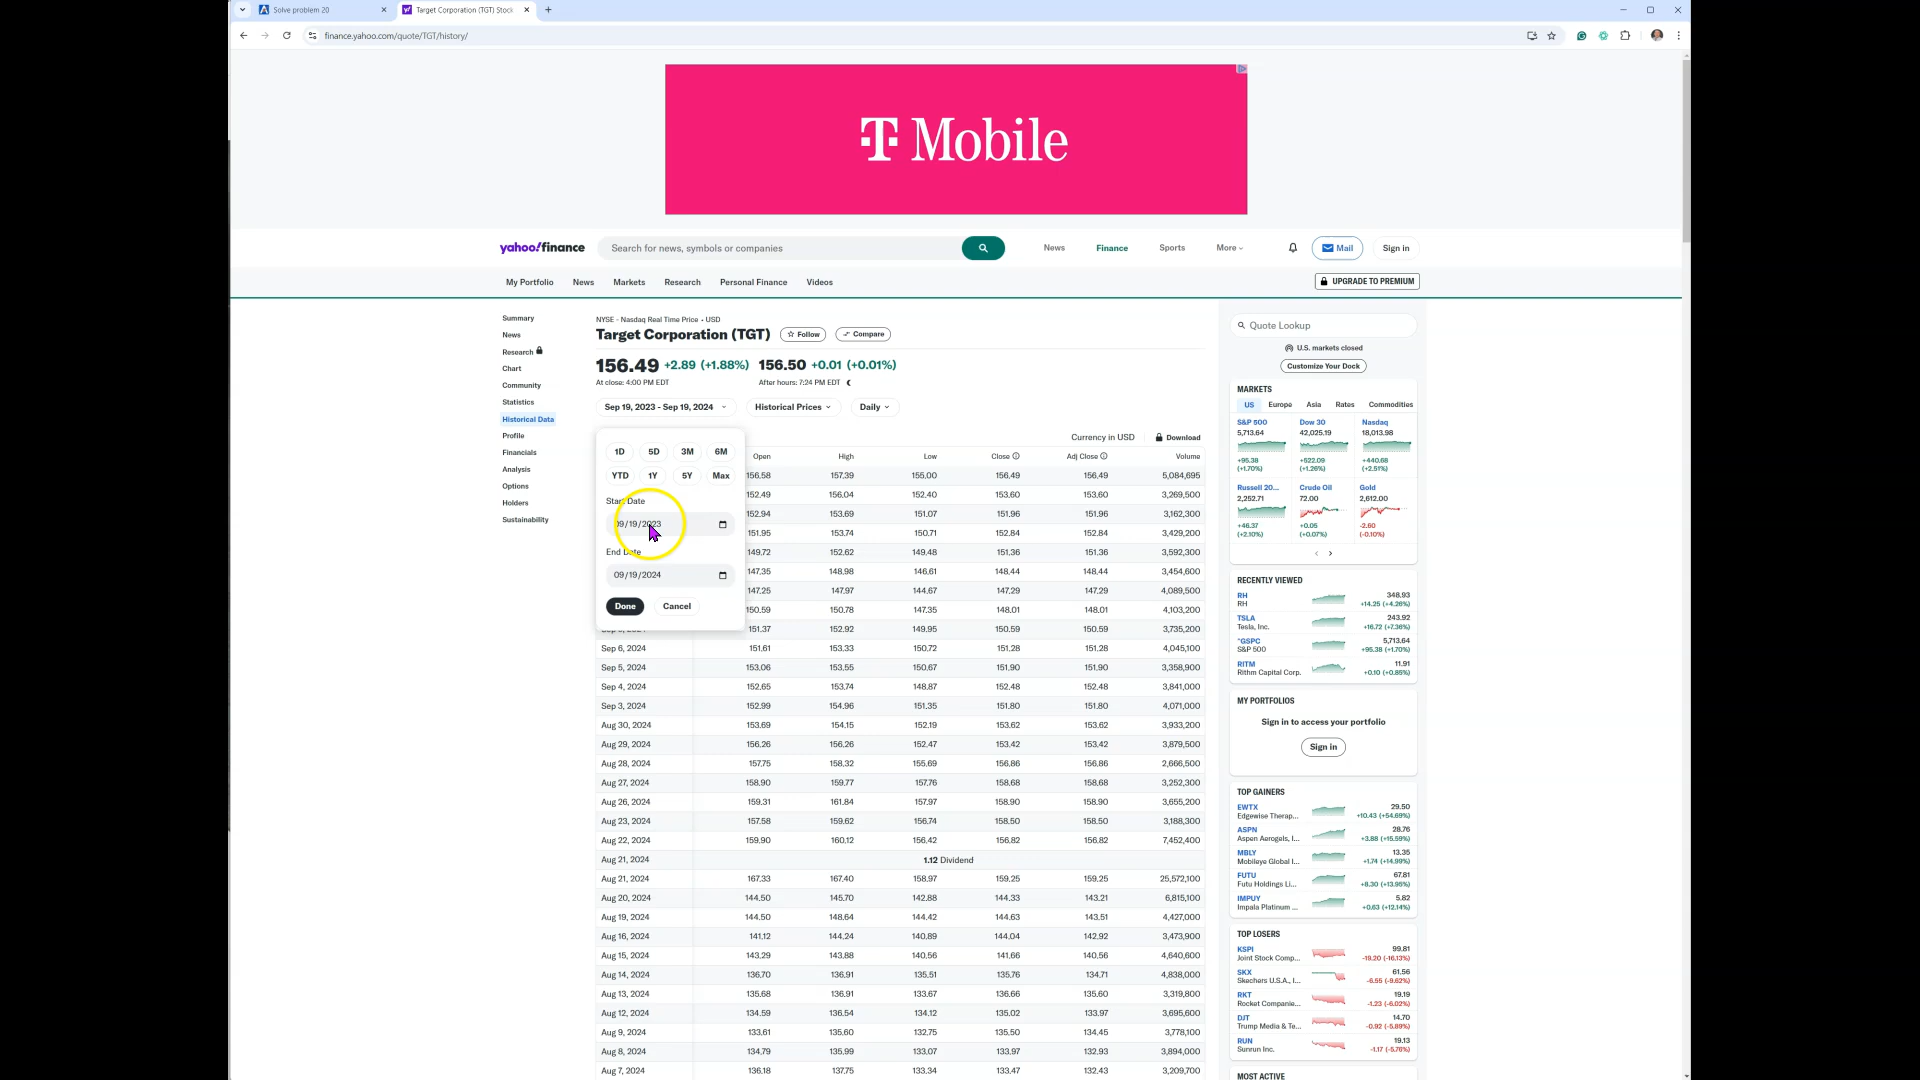 Solve problem 20
Target Corporation (TGT) Stock
finance.yahoo.com/quote/TGT/history/
T Mobile
yahoo!finance
Search for news, symbols or companies
News Finance Sports More
Mail
Sign in
My Portfolio News Markets Research Personal Finance Videos
UPGRADE TO PREMIUM
Summary
News
Research
Chart
Community
Statistics
Historical Data
Profile
Financials
Analysis
Options
Holders
Sustainability
NYSE - Nasdaq Real Time Price • USD
Target Corporation (TGT) Follow Compare
156.49 +2.89 (+1.88%) 156.50 +0.01 (+0.01%)
At close: 4:00 PM EDT After hours: 7:24 PM EDT
Sep 19, 2023 - Sep 19, 2024 Historical Prices Daily
1D 5D 3M 6M
YTD 1Y 5Y Max
Start Date
09/19/2023
End Date
09/19/2024
Done Cancel
Currency in USD Download
Open High Low Close Adj Close Volume
156.58 157.39 155.00 156.49 156.49 5,084,695
152.49 156.04 152.40 153.60 153.60 3,269,500
152.94 153.69 151.07 151.96 151.96 3,162,300
151.95 153.74 150.71 152.84 152.84 3,429,200
149.72 152.62 149.48 151.36 151.36 3,592,300
147.35 148.98 146.61 148.44 148.44 3,454,600
147.25 147.97 144.67 147.29 147.29 4,089,500
150.59 150.78 147.35 148.01 148.01 4,103,200
151.37 152.92 149.95 150.59 150.59 3,735,200
Sep 6, 2024 151.61 153.33 150.72 151.28 151.28 4,045,100
Sep 5, 2024 153.06 153.55 150.67 151.90 151.90 3,358,900
Sep 4, 2024 152.65 153.74 148.87 152.48 152.48 3,841,000
Sep 3, 2024 152.99 154.96 151.35 151.80 151.80 4,071,000
Aug 30, 2024 153.69 154.15 152.19 153.62 153.62 3,933,200
Aug 29, 2024 156.26 156.26 152.47 153.42 153.42 3,879,500
Aug 28, 2024 157.75 158.32 155.69 156.86 156.86 2,666,500
Aug 27, 2024 158.90 159.77 157.76 158.68 158.68 3,252,300
Aug 26, 2024 159.31 161.84 157.97 158.90 158.90 3,655,200
Aug 23, 2024 157.58 159.62 156.74 158.50 158.50 3,188,300
Aug 22, 2024 159.90 160.12 156.42 156.82 156.82 7,452,400
Aug 21, 2024 1.12 Dividend
Aug 21, 2024 167.33 167.40 158.97 159.25 159.25 25,572,100
Aug 20, 2024 144.50 145.70 142.88 144.33 143.21 6,815,100
Aug 19, 2024 144.50 148.64 144.42 144.63 143.51 4,427,000
Aug 16, 2024 141.12 144.24 140.89 144.04 142.92 3,473,900
Aug 15, 2024 143.29 143.88 140.56 141.66 140.56 4,640,600
Aug 14, 2024 136.70 136.91 135.51 135.76 134.71 4,838,000
Aug 13, 2024 135.68 136.91 133.67 136.66 135.60 3,319,800
Aug 12, 2024 134.59 136.54 134.12 135.02 133.97 3,695,600
Aug 9, 2024 133.61 135.60 132.75 135.50 134.45 3,778,100
Aug 8, 2024 134.79 135.99 133.07 133.97 132.93 3,894,000
Aug 7, 2024 136.18 137.75 133.34 133.47 132.43 3,209,700
Quote Lookup
U.S. markets closed
Customize Your Dock
MARKETS
US Europe Asia Rates Commodities
S&P 500 Dow 30 Nasdaq
5,713.64 42,025.19 18,013.98
+95.38 +522.09 +440.68
(+1.70%) (+1.26%) (+2.51%)
Russell 20... Crude Oil Gold
2,252.71 72.00 2,612.00
+46.37 +0.05 -2.60
(+2.10%) (+0.07%) (-0.10%)
RECENTLY VIEWED
RH 348.93
RH +14.25 (+4.26%)
TSLA 243.92
Tesla, Inc. +16.72 (+7.36%)
^GSPC 5,713.64
S&P 500 +95.38 (+1.70%)
RITM 11.91
Rithm Capital Corp. +0.10 (+0.85%)
MY PORTFOLIOS
Sign in to access your portfolio
Sign in
TOP GAINERS
EWTX 29.50
Edgewise Therap... +10.43 (+54.69%)
ASPN 28.76
Aspen Aerogels, I... +3.88 (+15.59%)
MBLY 13.35
Mobileye Global I... +1.74 (+14.99%)
FUTU 67.81
Futu Holdings Li... +8.30 (+13.95%)
IMPUY 5.82
Impala Platinum ... +0.63 (+12.14%)
TOP LOSERS
KSPI 99.81
Joint Stock Comp... -19.20 (-16.13%)
SKX 61.56
Skechers U.S.A., I... -6.55 (-9.62%)
RKT 19.19
Rocket Companie... -1.23 (-6.02%)
DJT 14.70
Trump Media & Te... -0.92 (-5.89%)
RUN 19.13
Sunrun Inc. -1.17 (-5.76%)
MOST ACTIVE